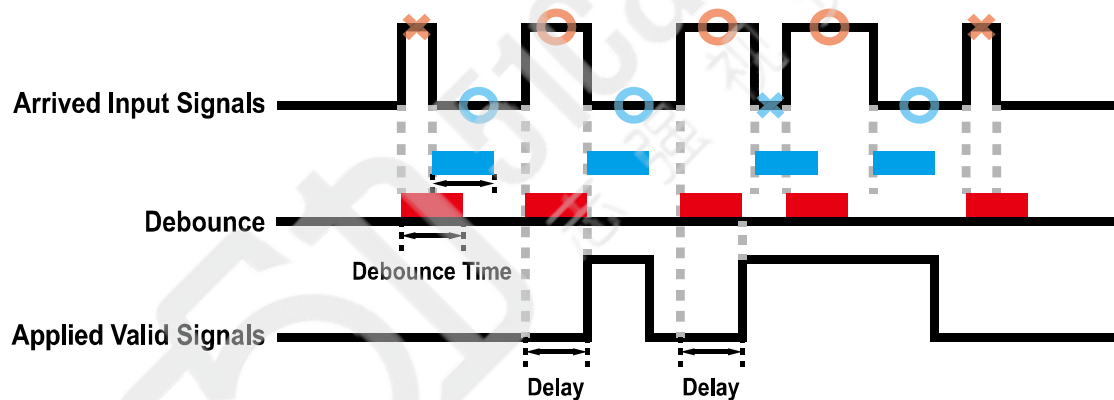 Arrived Input Signals
Debounce
Debounce Time
Applied Valid Signals
Delay
Delay